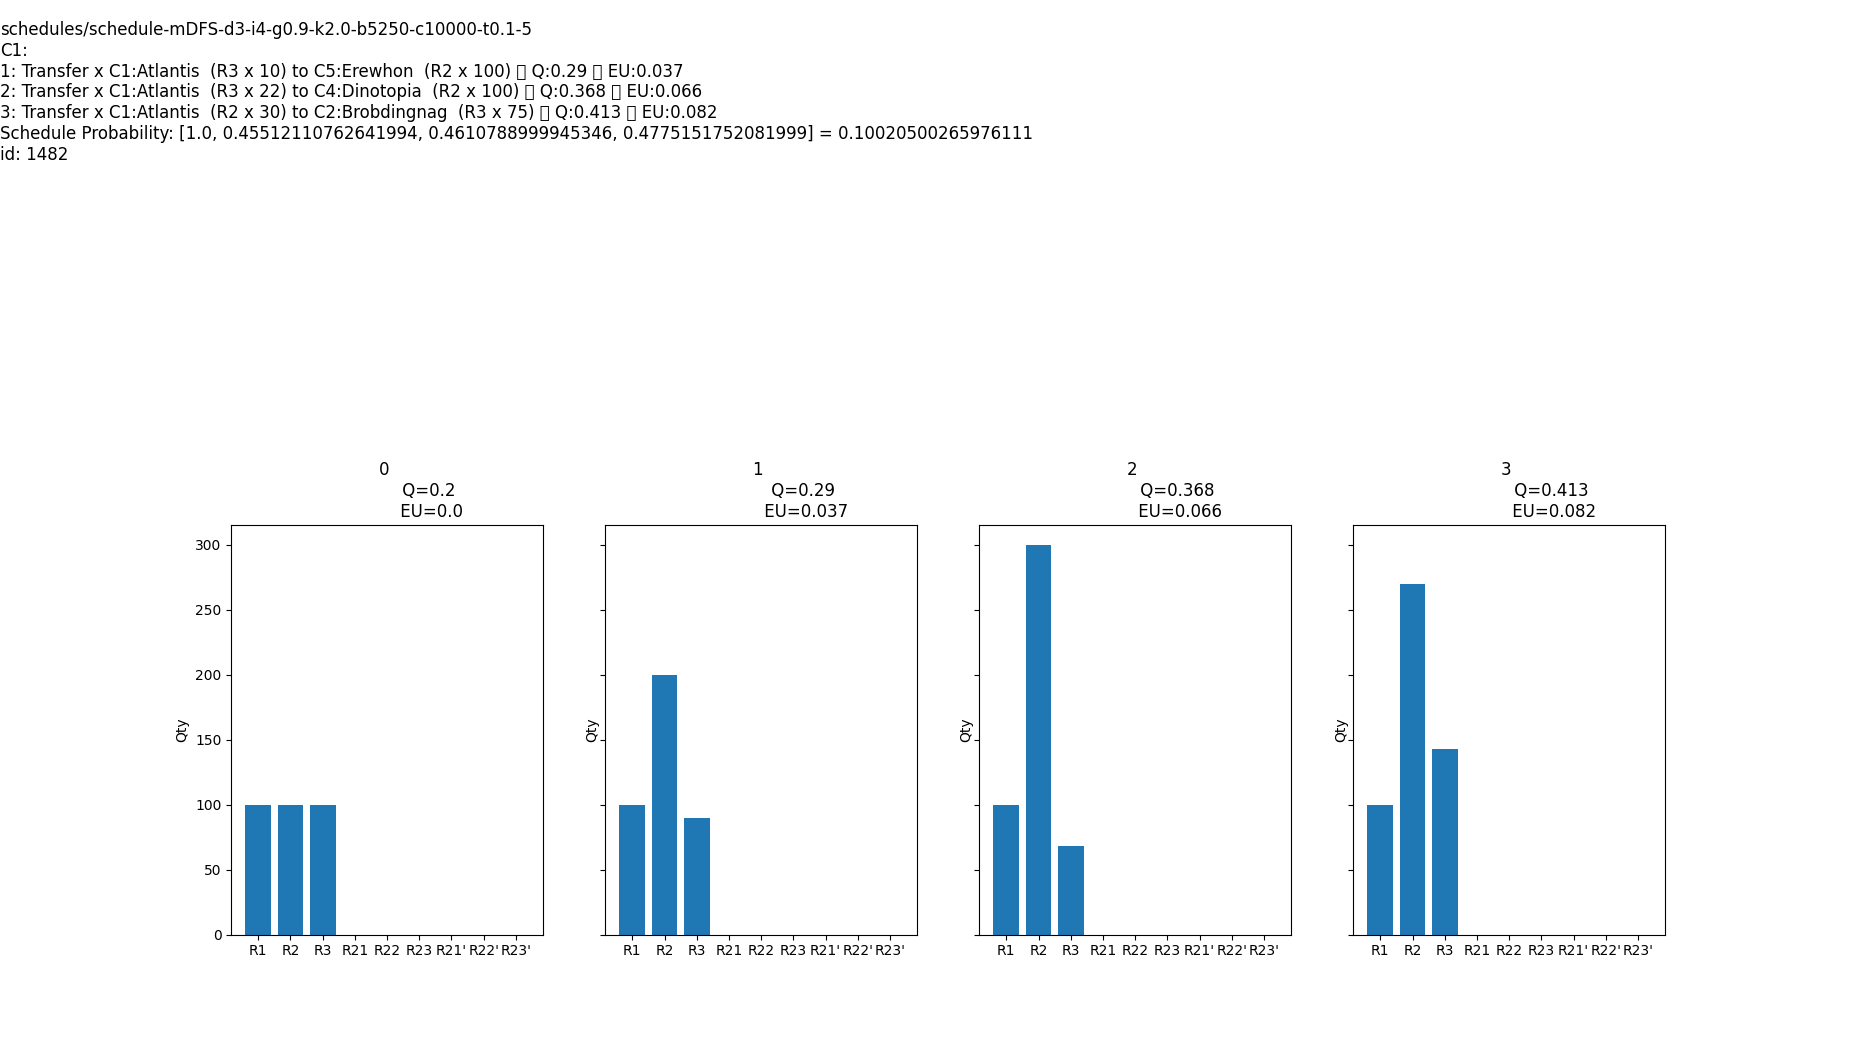 schedules/schedule-mDFS-d3-i4-g0.9-k2.0-b5250-c10000-t0.1-5
C1:
1: Transfer x C1:Atlantis  (R3 x 10) to C5:Erewhon  (R2 x 100) ▯ Q:0.29 ▯ EU:0.037
2: Transfer x C1:Atlantis  (R3 x 22) to C4:Dinotopia  (R2 x 100) ▯ Q:0.368 ▯ EU:0.066
3: Transfer x C1:Atlantis  (R2 x 30) to C2:Brobdingnag  (R3 x 75) ▯ Q:0.413 ▯ EU:0.082
Schedule Probability: [1.0, 0.45512110762641994, 0.4610788999945346, 0.4775151752081999] = 0.10020500265976111
id: 1482
0
Q=0.2
EU=0.0
300
250
200
150
100
50
0
Qty
R1 R2 R3 R21 R22 R23 R21' R22' R23'
1
Q=0.29
EU=0.037
Qty
R1 R2 R3 R21 R22 R23 R21' R22' R23'
2
Q=0.368
EU=0.066
Qty
R1 R2 R3 R21 R22 R23 R21' R22' R23'
3
Q=0.413
EU=0.082
Qty
R1 R2 R3 R21 R22 R23 R21' R22' R23'